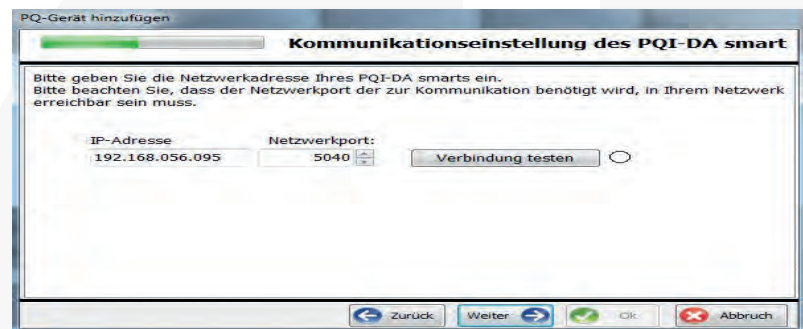 PQ-Gerät hinzufügen
Kommunikationseinstellung des PQI-DA smart
Bitte geben Sie die Netzwerkadresse Ihres PQI-DA smarts ein.
Bitte beachten Sie, dass der Netzwerkport der zur Kommunikation benötigt wird, in Ihrem Netzwerk
erreichbar sein muss.
IP-Adresse Netzwerkport:
192.168.056.095 5040 Verbindung testen
Zurück Weiter Ok Abbruch